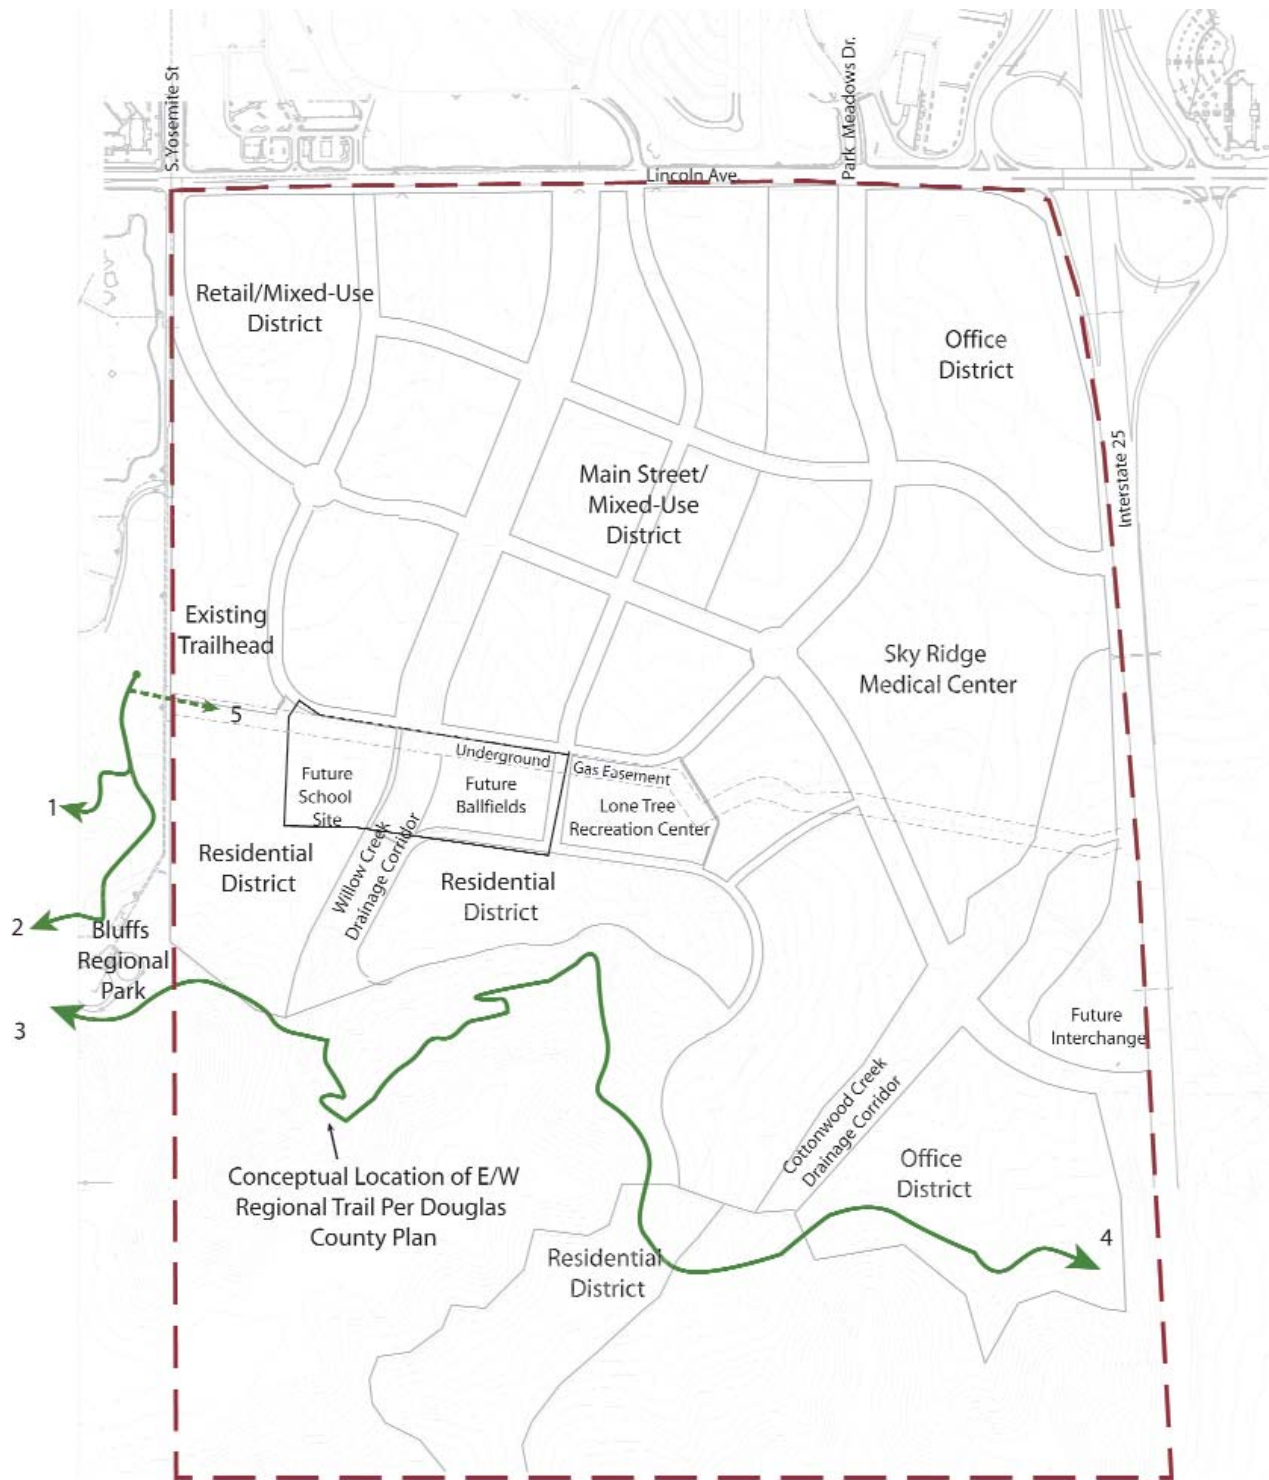 S. Yosemite St
Park Meadows Dr.
Lincoln Ave.
Retail/Mixed-Use
District
Office
District
Interstate 25
Main Street/
Mixed-Use
District
Existing
Trailhead
Sky Ridge
Medical Center
5
Underground
Gas Easement
Future
School
Site
Future
Ballfields
Lone Tree
Recreation Center
1
Willow Creek
Drainage Corridor
Residential
District
Residential
District
2
Bluffs
Regional
Park
3
Future
Interchange
Cottonwood Creek
Drainage Corridor
Conceptual Location of E/W
Regional Trail Per Douglas
County Plan
Office
District
4
Residential
District